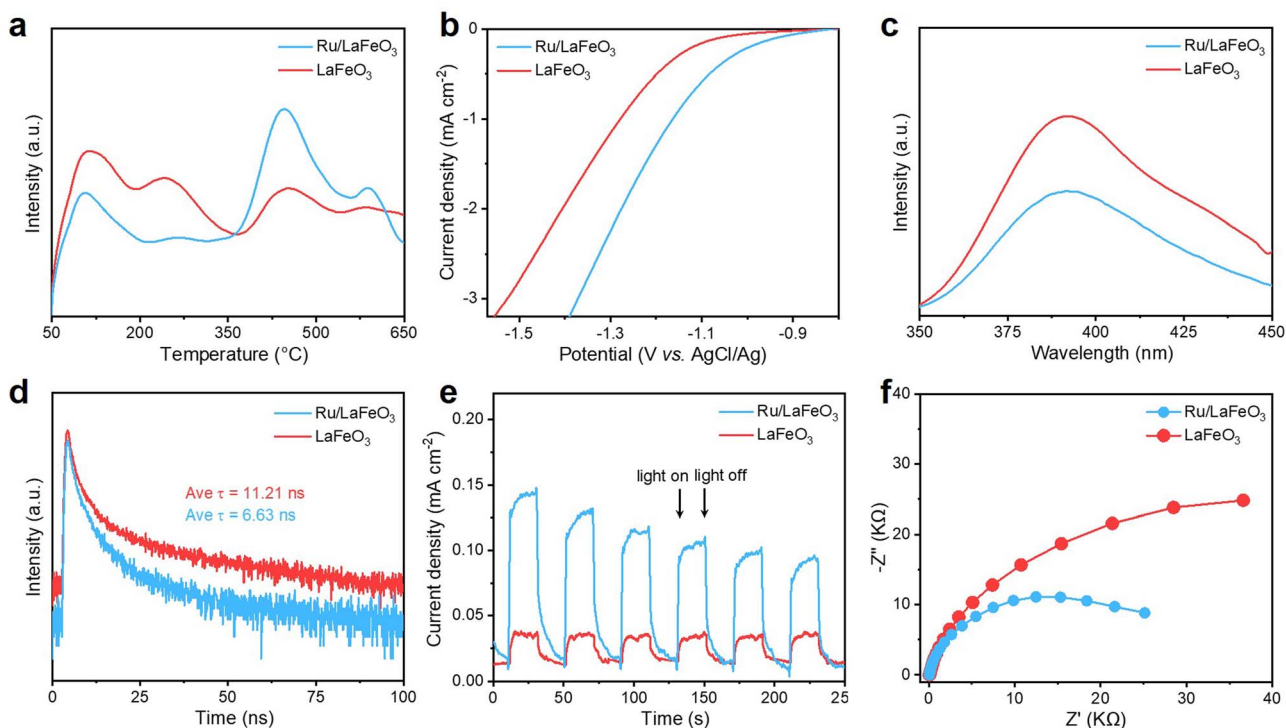 a
Ru/LaFeO₃
LaFeO₃
Intensity (a.u.)
50 150 250 350 450 500 650
Temperature (°C)
b
Ru/LaFeO₃
LaFeO₃
Current density (mA cm⁻²)
0
-1
-2
-3
-1.5 -1.3 -1.1 -0.9
Potential (V vs. AgCl/Ag)
c
Ru/LaFeO₃
LaFeO₃
Intensity (a.u.)
350 375 400 425 450
Wavelength (nm)
d
Ru/LaFeO₃
LaFeO₃
Ave τ = 11.21 ns
Ave τ = 6.63 ns
Intensity (a.u.)
0 25 50 75 100
Time (ns)
e
Ru/LaFeO₃
LaFeO₃
light on light off
Current density (mA cm⁻²)
0.20
0.15
0.10
0.05
0.00
0 50 100 150 200 250
Time (s)
f
Ru/LaFeO₃
LaFeO₃
-Z'' (KΩ)
40
30
20
10
0
0 10 20 30 40
Z' (KΩ)